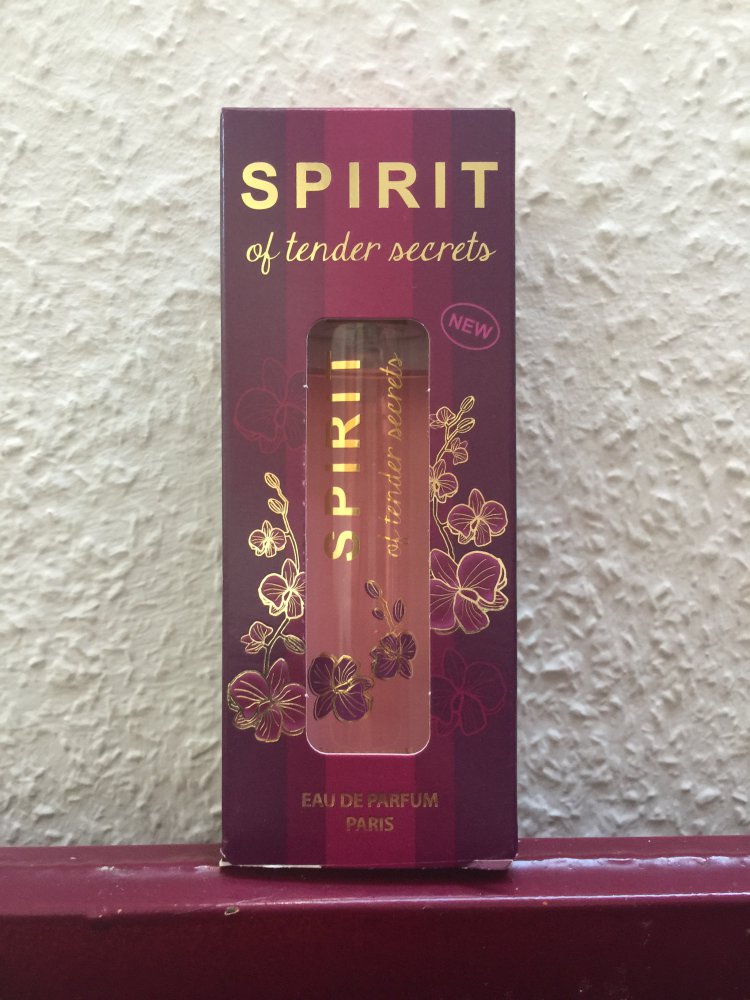 SPIRIT
of tender secrets
NEW
SPIRIT
of tender secrets
EAU DE PARFUM
PARIS